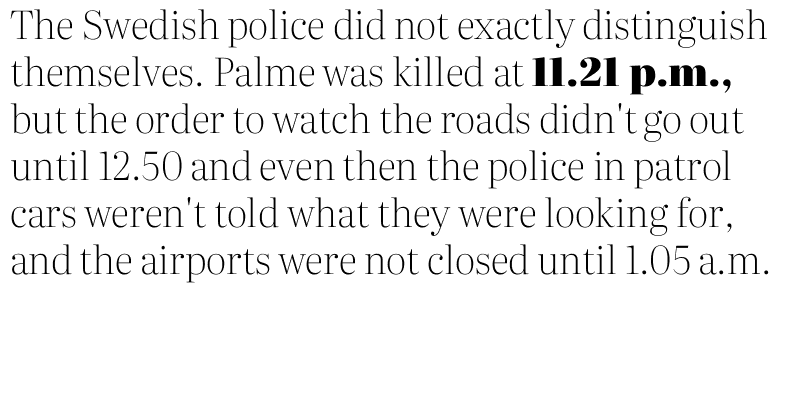 The Swedish police did not exactly distinguish
themselves. Palme was killed at 11.21 p.m.,
but the order to watch the roads didn't go out
until 12.50 and even then the police in patrol
cars weren't told what they were looking for,
and the airports were not closed until 1.05 a.m.